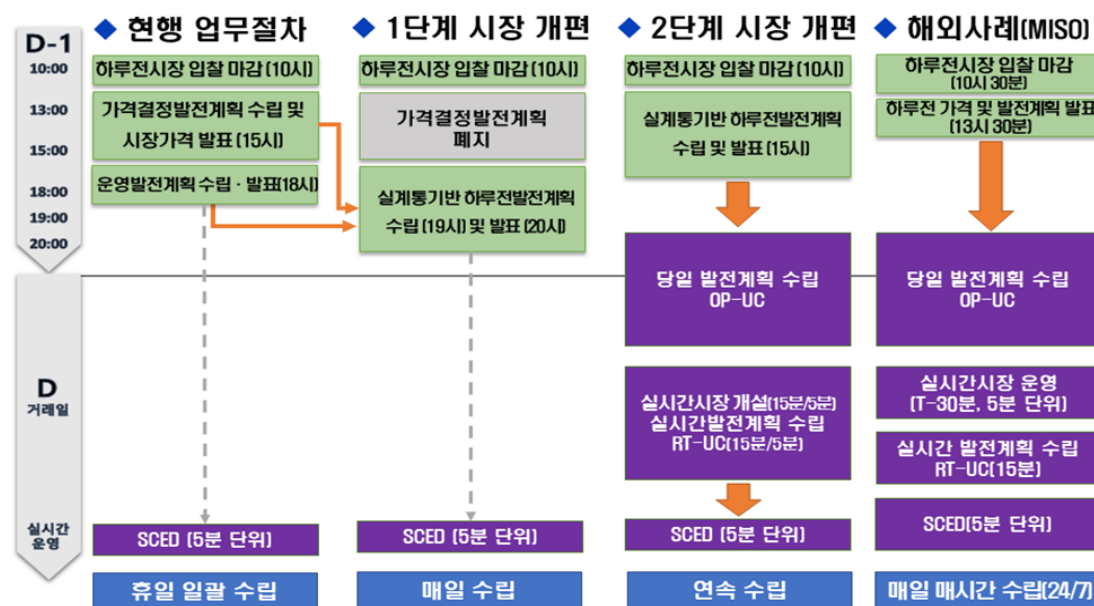 D-1
10:00
13:00
15:00
18:00
19:00
20:00
D
거래일
실시간
운영
◆ 현행 업무절차
하루전시장 입찰 마감(10시)
가격결정발전계획 수립 및
시장가격 발표(15시)
운영발전계획 수립 · 발표(18시)
SCED (5분 단위)
휴일 일괄 수립
◆ 1단계 시장 개편
하루전시장 입찰 마감(10시)
가격결정발전계획
폐지
실계통기반 하루전발전계획
수립(19시) 및 발표(20시)
SCED (5분 단위)
매일 수립
◆ 2단계 시장 개편
하루전시장 입찰 마감(10시)
실계통기반 하루전발전계획
수립 및 발표(15시)
당일 발전계획 수립
OP-UC
실시간시장 개설(15분/5분)
실시간발전계획 수립
RT-UC(15분/5분)
SCED (5분 단위)
연속 수립
◆ 해외사례(MISO)
하루전시장 입찰 마감
(10시 30분)
하루전 가격 및 발전계획 발표
(13시 30분)
당일 발전계획 수립
OP-UC
실시간시장 운영
(T-30분, 5분 단위)
실시간 발전계획 수립
RT-UC(15분)
SCED(5분 단위)
매일 매시간 수립(24/7)